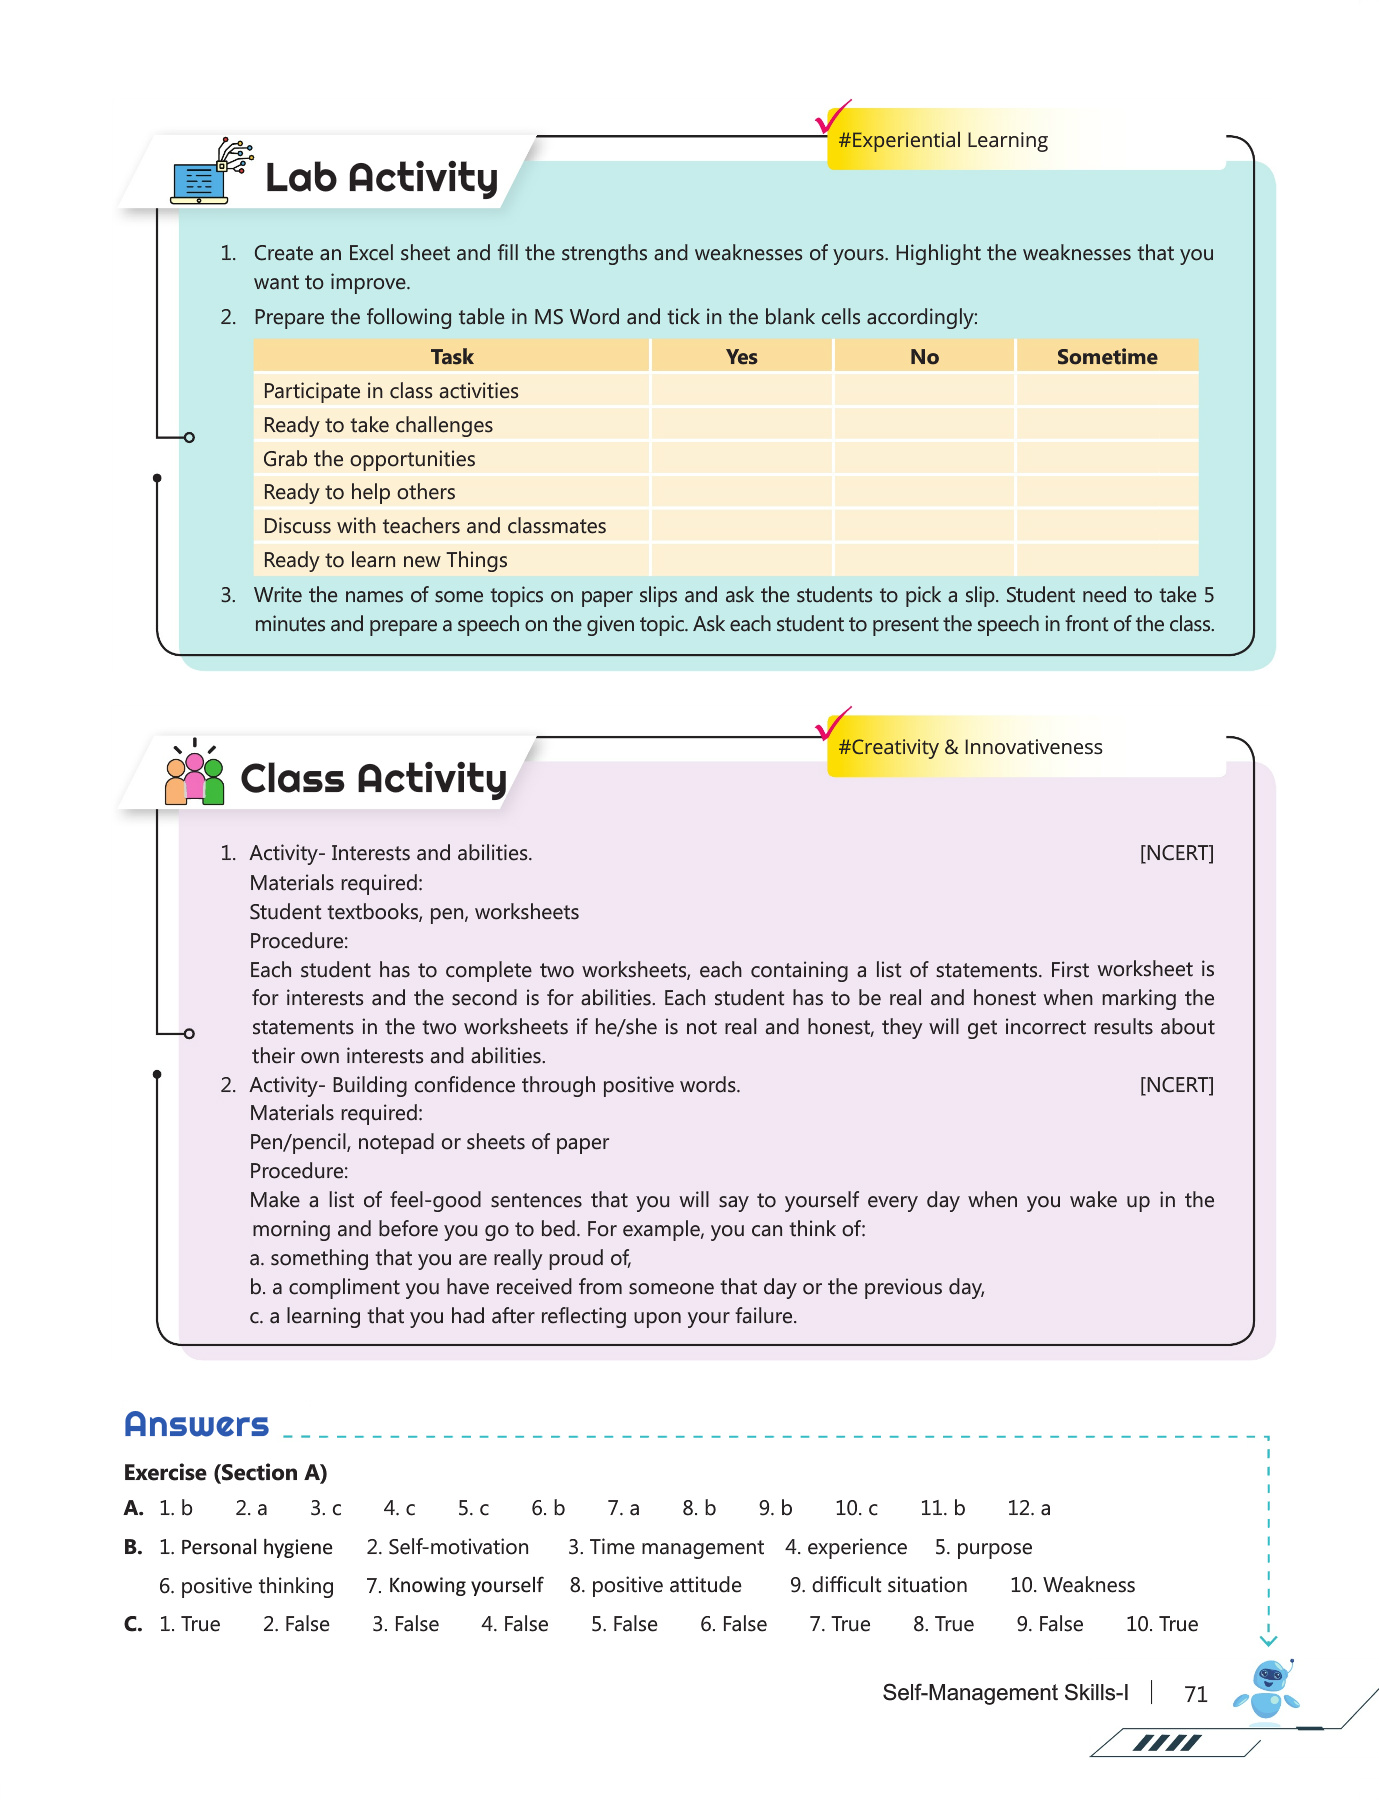 #Experiential Learning
Lab Activity
1. Create an Excel sheet and fill the strengths and weaknesses of yours. Highlight the weaknesses that you
want to improve.
2. Prepare the following table in MS Word and tick in the blank cells accordingly:
Task Yes No Sometime
Participate in class activities
Ready to take challenges
Grab the opportunities
Ready to help others
Discuss with teachers and classmates
Ready to learn new Things
3. Write the names of some topics on paper slips and ask the students to pick a slip. Student need to take 5
minutes and prepare a speech on the given topic. Ask each student to present the speech in front of the class.
#Creativity & Innovativeness
Class Activity
1. Activity- Interests and abilities. [NCERT]
Materials required:
Student textbooks, pen, worksheets
Procedure:
Each student has to complete two worksheets, each containing a list of statements. First worksheet is
for interests and the second is for abilities. Each student has to be real and honest when marking the
statements in the two worksheets if he/she is not real and honest, they will get incorrect results about
their own interests and abilities.
2. Activity- Building confidence through positive words. [NCERT]
Materials required:
Pen/pencil, notepad or sheets of paper
Procedure:
Make a list of feel-good sentences that you will say to yourself every day when you wake up in the
morning and before you go to bed. For example, you can think of:
a. something that you are really proud of,
b. a compliment you have received from someone that day or the previous day,
c. a learning that you had after reflecting upon your failure.
Answers
Exercise (Section A)
A. 1. b 2. a 3. c 4. c 5. c 6. b 7. a 8. b 9. b 10. c 11. b 12. a
B. 1. Personal hygiene 2. Self-motivation 3. Time management 4. experience 5. purpose
6. positive thinking 7. Knowing yourself 8. positive attitude 9. difficult situation 10. Weakness
C. 1. True 2. False 3. False 4. False 5. False 6. False 7. True 8. True 9. False 10. True
Self-Management Skills-I 71